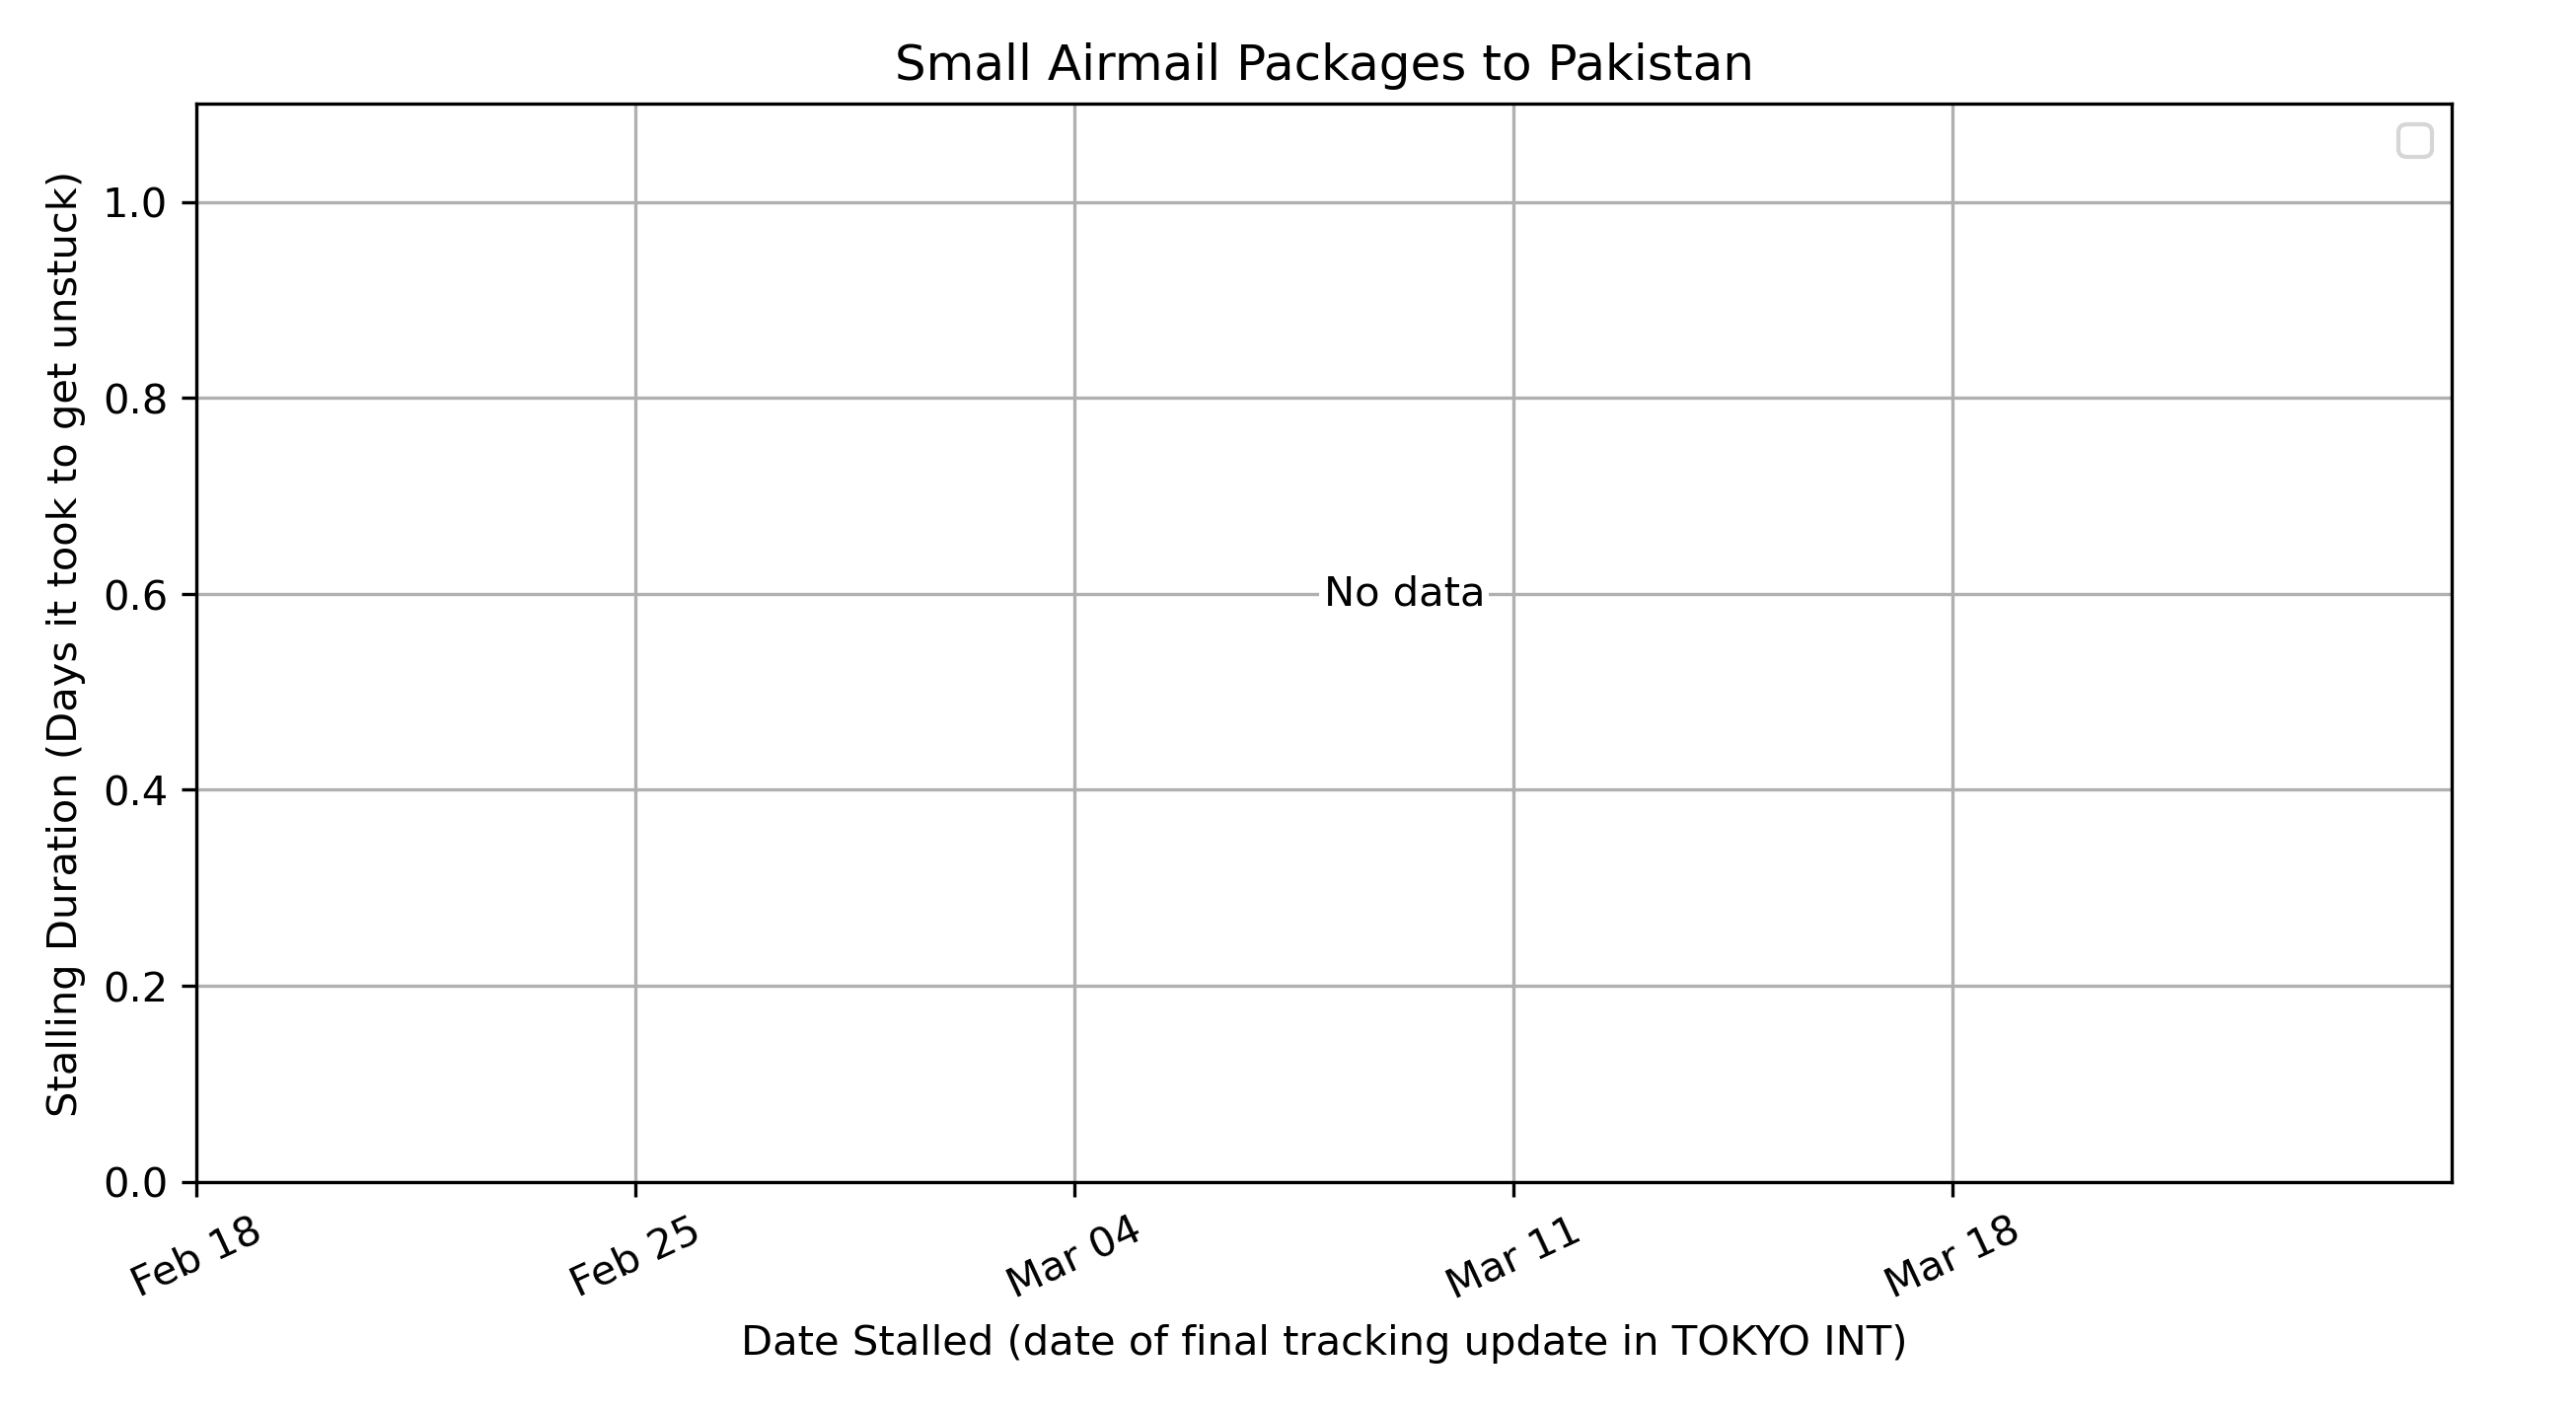 Small Airmail Packages to Pakistan
Stalling Duration (Days it took to get unstuck)
1.0
0.8
0.6
0.4
0.2
0.0
No data
Feb 18
Feb 25
Mar 04
Mar 11
Mar 18
Date Stalled (date of final tracking update in TOKYO INT)